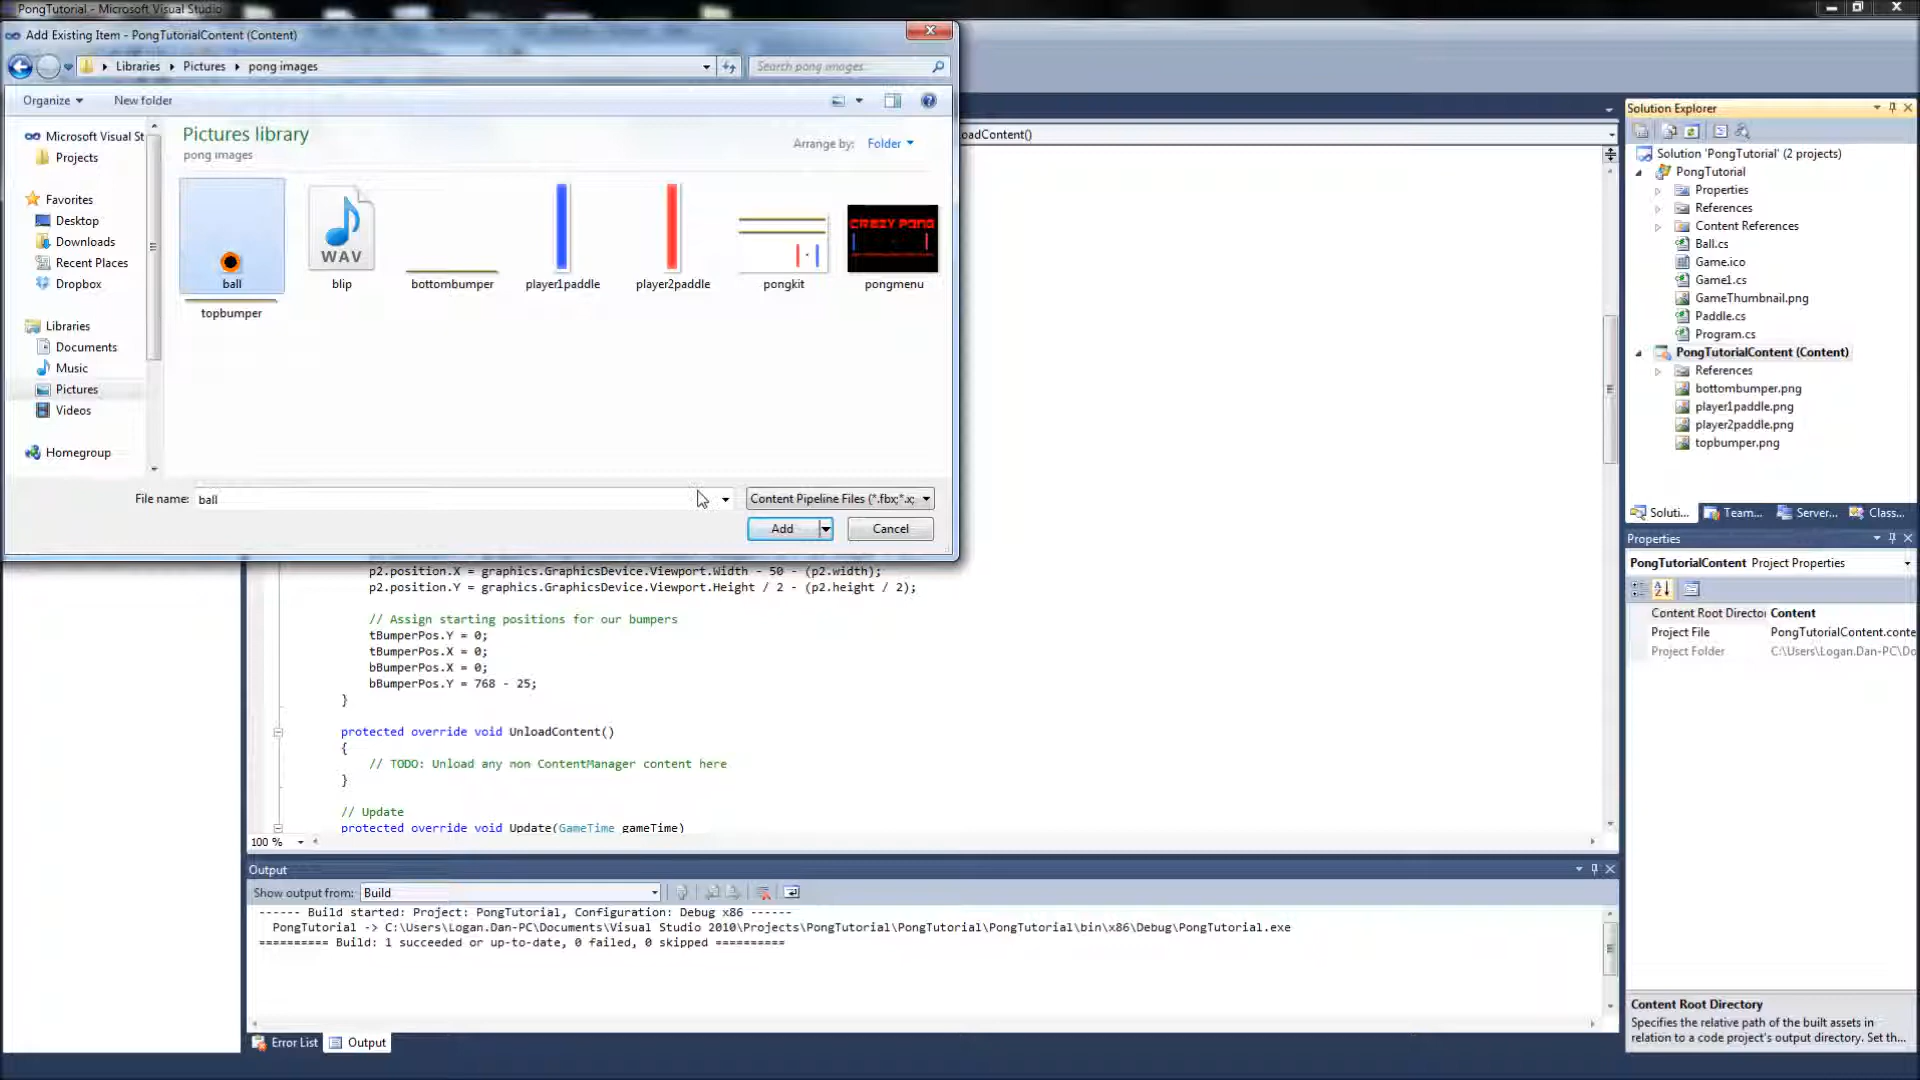 PongTutorial - Microsoft Visual Studio
Add Existing Item - PongTutorialContent (Content)
Libraries
Pictures
pong images
Search pong images
Organize
New folder
Microsoft Visual St
Projects
Favorites
Desktop
Downloads
Recent Places
Dropbox
Libraries
Documents
Music
Pictures
Videos
Homegroup
Pictures library
pong images
Arrange by: Folder
WAV
CRAZY PONG
ball
blip
bottombumper
player1paddle
player2paddle
pongkit
pongmenu
topbumper
File name: ball
Content Pipeline Files (*.fbx;*.x;
Add
Cancel
oadContent()
p2.position.X = graphics.GraphicsDevice.Viewport.Width - 50 - (p2.width);
p2.position.Y = graphics.GraphicsDevice.Viewport.Height / 2 - (p2.height / 2);
// Assign starting positions for our bumpers
tBumperPos.Y = 0;
tBumperPos.X = 0;
bBumperPos.X = 0;
bBumperPos.Y = 768 - 25;
}
protected override void UnloadContent()
{
// TODO: Unload any non ContentManager content here
}
// Update
protected override void Update(GameTime gameTime)
100 %
Output
Show output from: Build
------ Build started: Project: PongTutorial, Configuration: Debug x86 ------
PongTutorial -> C:\Users\Logan.Dan-PC\Documents\Visual Studio 2010\Projects\PongTutorial\PongTutorial\PongTutorial\bin\x86\Debug\PongTutorial.exe
========== Build: 1 succeeded or up-to-date, 0 failed, 0 skipped ==========
Error List
Output
Solution Explorer
Solution 'PongTutorial' (2 projects)
PongTutorial
Properties
References
Content References
Ball.cs
Game.ico
Game1.cs
GameThumbnail.png
Paddle.cs
Program.cs
PongTutorialContent (Content)
References
bottombumper.png
player1paddle.png
player2paddle.png
topbumper.png
Soluti...
Team...
Server...
Class...
Properties
PongTutorialContent Project Properties
Content Root Directo Content
Project File PongTutorialContent.conte
Project Folder C:\Users\Logan.Dan-PC\Do
Content Root Directory
Specifies the relative path of the built assets in
relation to a code project's output directory. Set th...